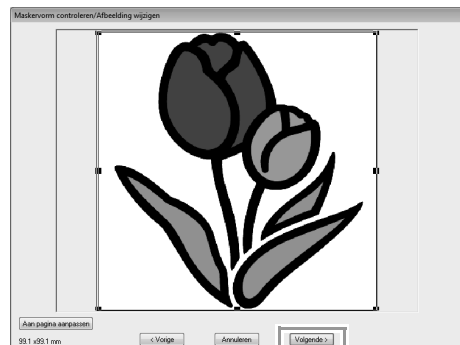 Maskervorm controleren/Afbeelding wijzigen
Aan pagina aanpassen
99.1 x99.1 mm
< Vorige
Annuleren
Volgende >